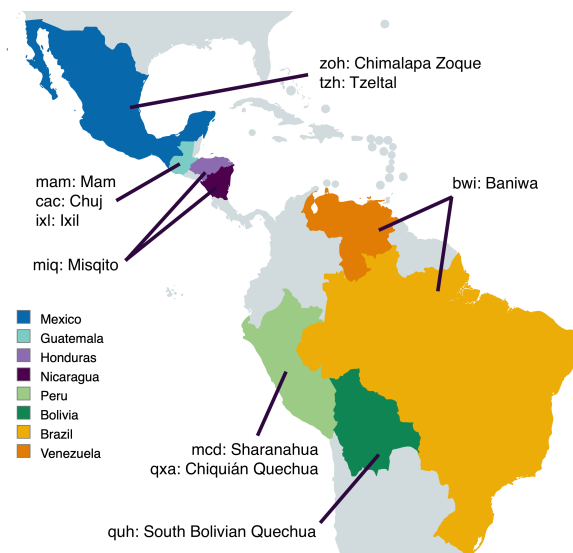 zoh: Chimalapa Zoque
tzh: Tzeltal
mam: Mam
cac: Chuj
ixl: Ixil
bwi: Baniwa
miq: Misqito
Mexico
Guatemala
Honduras
Nicaragua
Peru
Bolivia
Brazil
Venezuela
mcd: Sharanahua
qxa: Chiquián Quechua
quh: South Bolivian Quechua